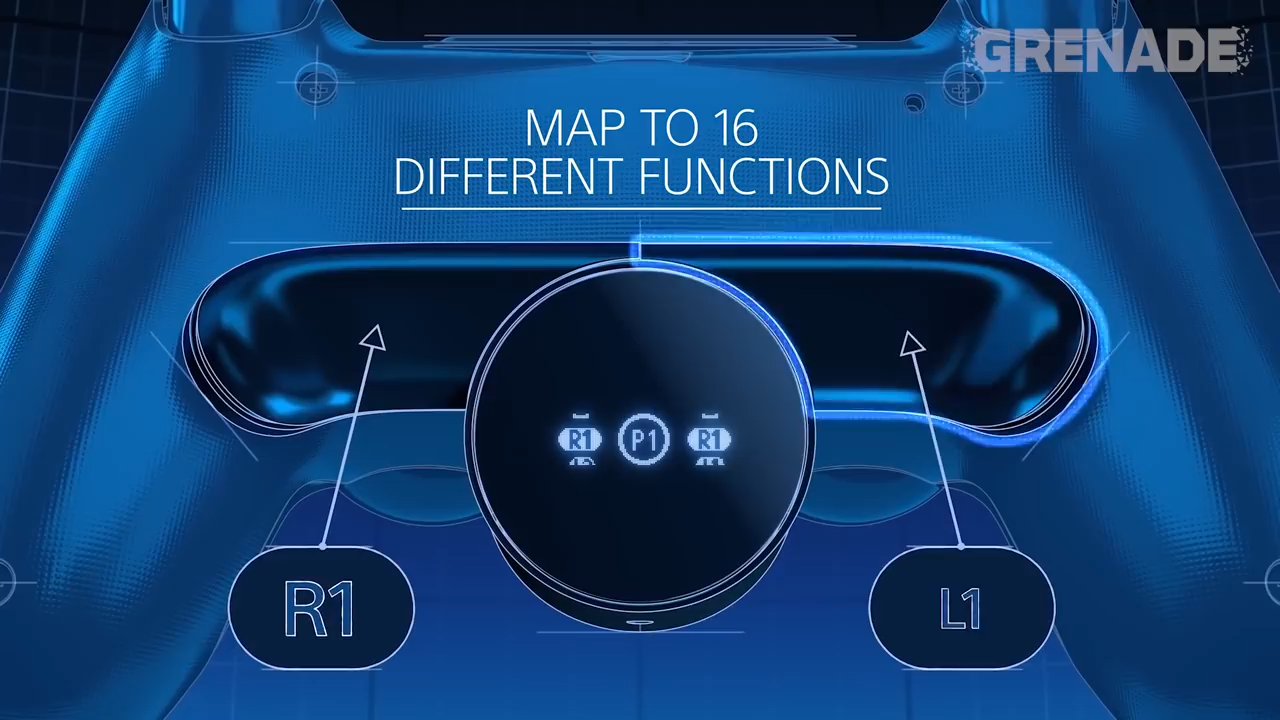 GRENADE
MAP TO 16
DIFFERENT FUNCTIONS
R1 P1 R1
R1 L1